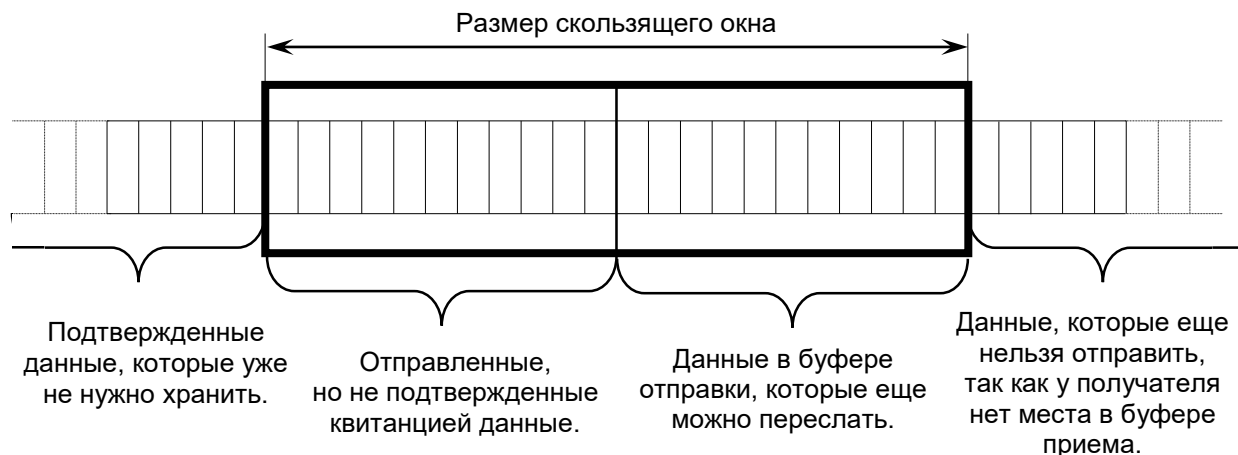 Размер скользящего окна
Подтвержденные
данные, которые уже
не нужно хранить.
Отправленные,
но не подтвержденные
квитанцией данные.
Данные в буфере
отправки, которые еще
можно переслать.
Данные, которые еще
нельзя отправить,
так как у получателя
нет места в буфере
приема.